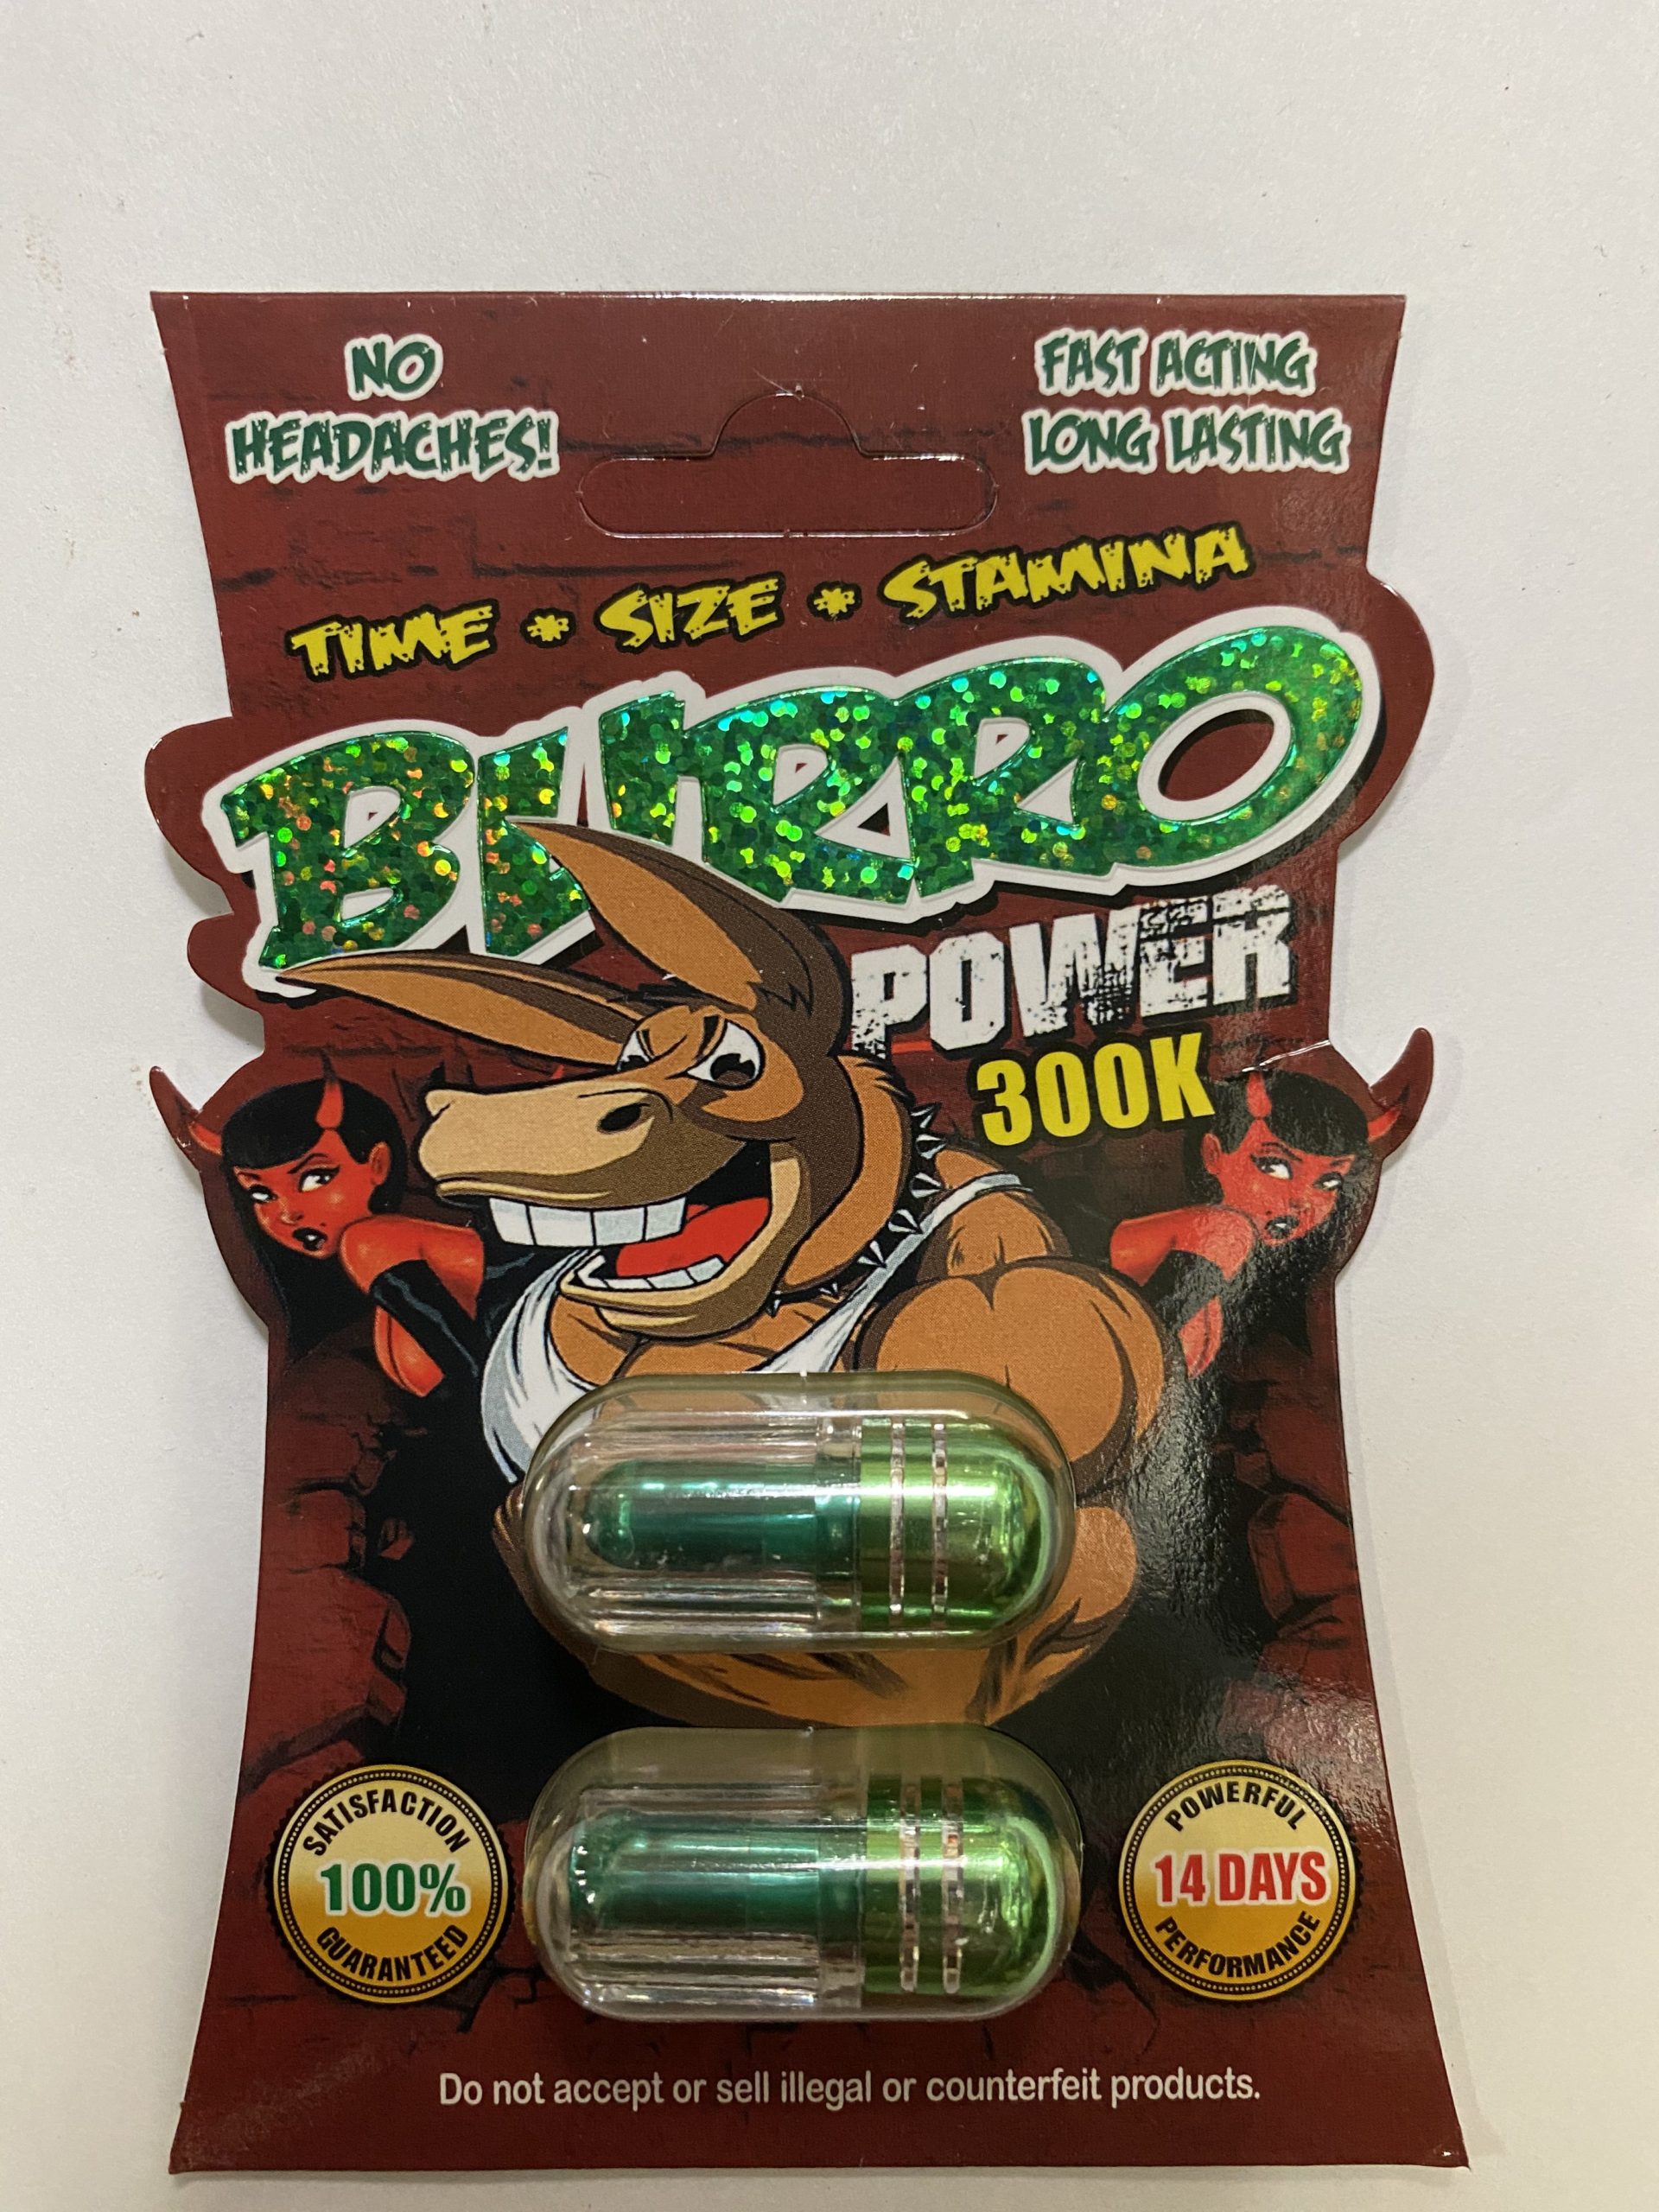 NO
HEADACHES!
FAST ACTING
LONG LASTING
TIME * SIZE * STAMINA
BURRO
POWER
300K
SATISFACTION
100%
GUARANTEED
POWERFUL
14 DAYS
PERFORMANCE
Do not accept or sell illegal or counterfeit products.